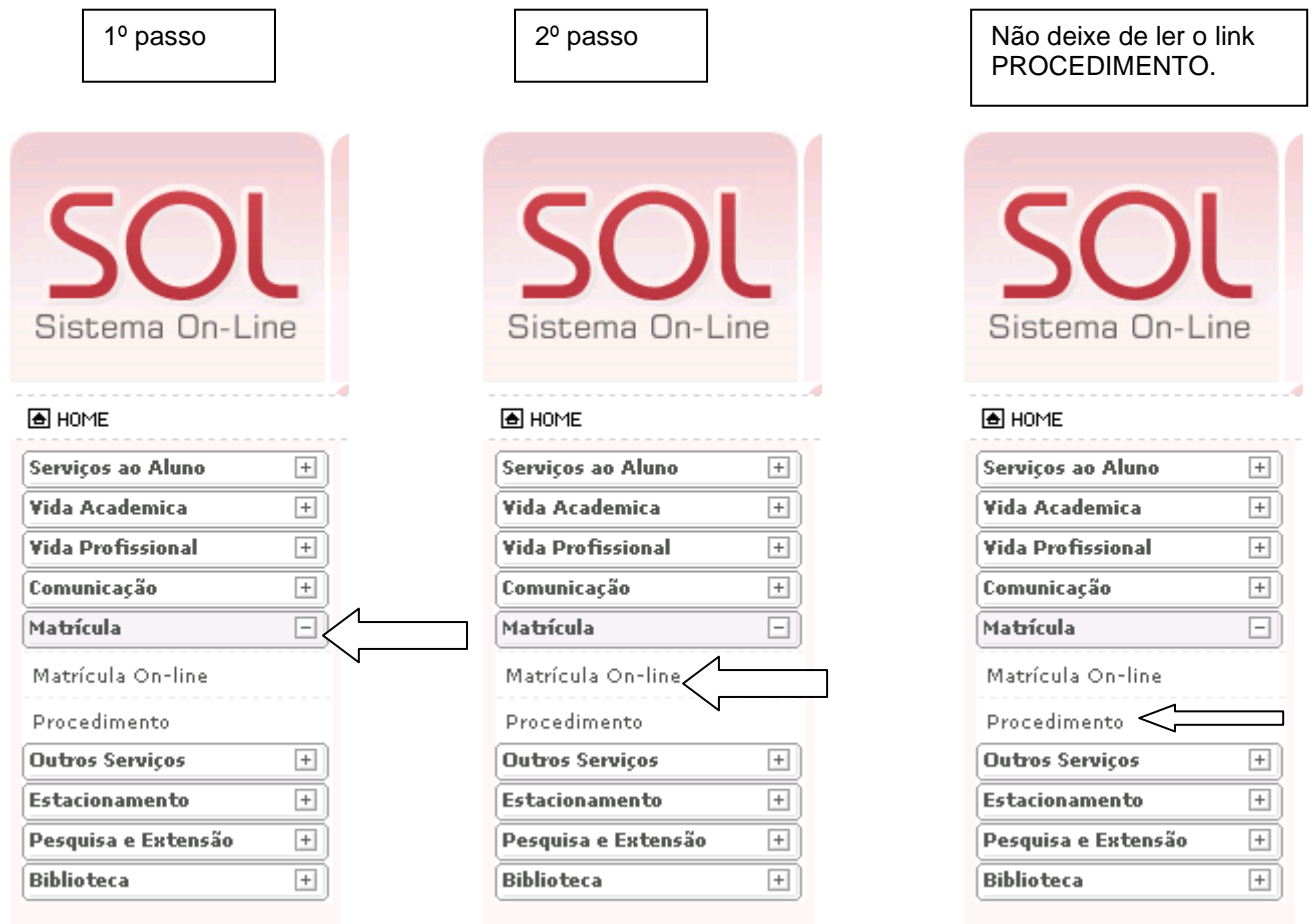 1º passo
SOL
Sistema On-Line
HOME
Serviços ao Aluno
Vida Academica
Vida Profissional
Comunicação
Matrícula
Matrícula On-line
Procedimento
Outros Serviços
Estacionamento
Pesquisa e Extensão
Biblioteca
2º passo
SOL
Sistema On-Line
HOME
Serviços ao Aluno
Vida Academica
Vida Profissional
Comunicação
Matrícula
Matrícula On-line
Procedimento
Outros Serviços
Estacionamento
Pesquisa e Extensão
Biblioteca
Não deixe de ler o link
PROCEDIMENTO.
SOL
Sistema On-Line
HOME
Serviços ao Aluno
Vida Academica
Vida Profissional
Comunicação
Matrícula
Matrícula On-line
Procedimento
Outros Serviços
Estacionamento
Pesquisa e Extensão
Biblioteca